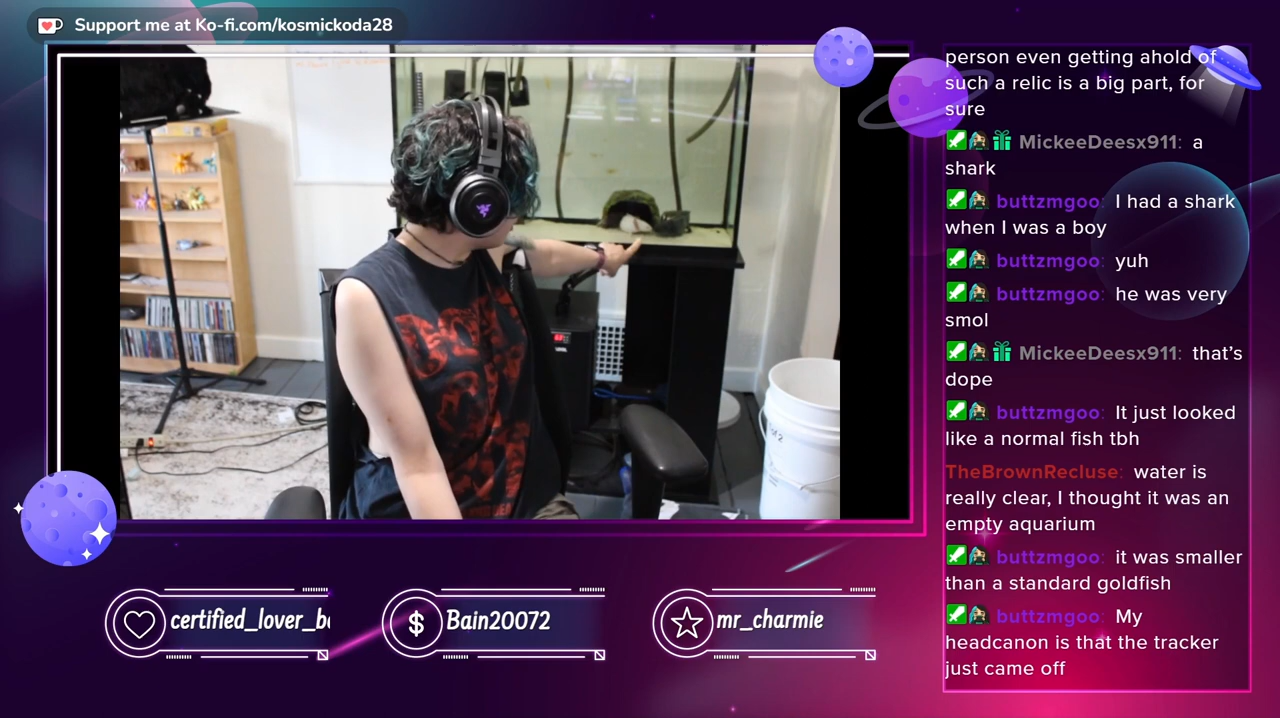 Support me at Ko-fi.com/kosmickoda28
person even getting ahold of
such a relic is a big part, for
sure
MickeeDeesx911: a
shark
buttzmgoo: I had a shark
when I was a boy
buttzmgoo: yuh
buttzmgoo: he was very
smol
MickeeDeesx911: that's
dope
buttzmgoo: It just looked
like a normal fish tbh
TheBrownRecluse: water is
really clear, I thought it was an
empty aquarium
buttzmgoo: it was smaller
than a standard goldfish
buttzmgoo: My
headcanon is that the tracker
just came off
certified_lover_b
$ Bain20072
mr_charmie